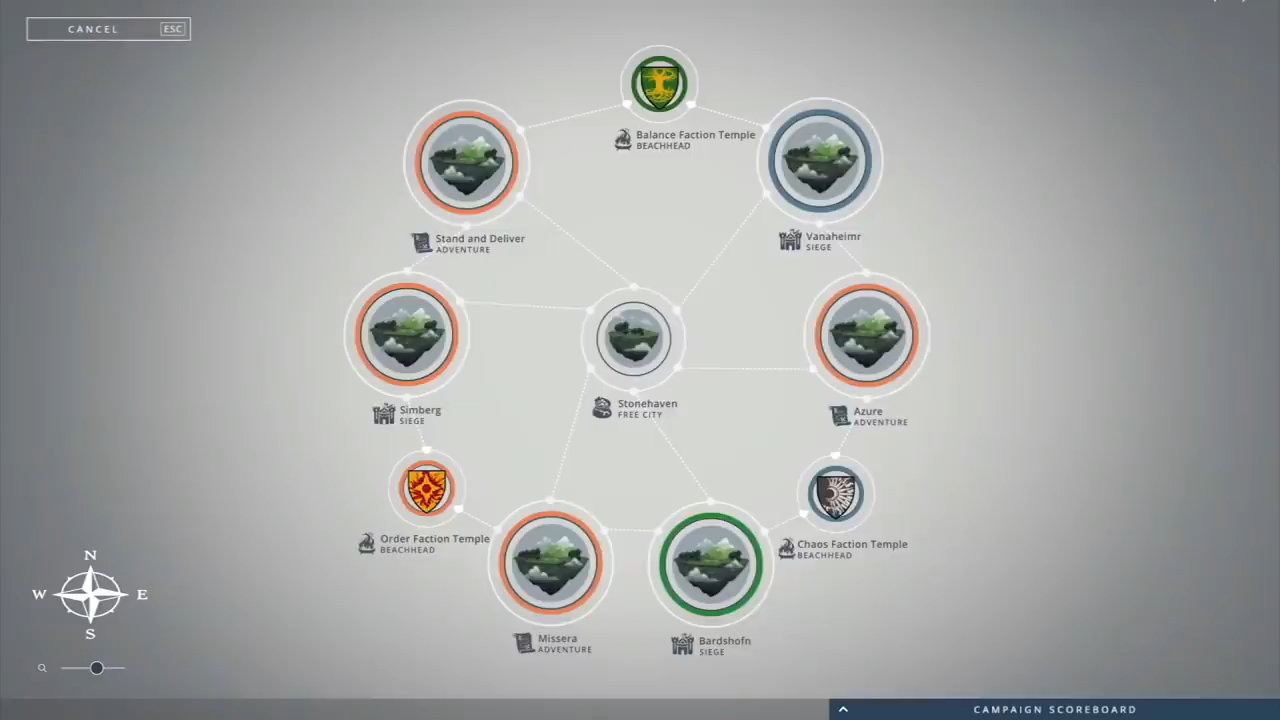 CANCEL ESC
Balance Faction Temple
BEACHHEAD
Stand and Deliver
ADVENTURE
Vanaheimr
SIEGE
Simberg
SIEGE
Stonehaven
FREE CITY
Azure
ADVENTURE
Order Faction Temple
BEACHHEAD
Chaos Faction Temple
BEACHHEAD
Missera
ADVENTURE
Bardshofn
SIEGE
N
W E
S
CAMPAIGN SCOREBOARD